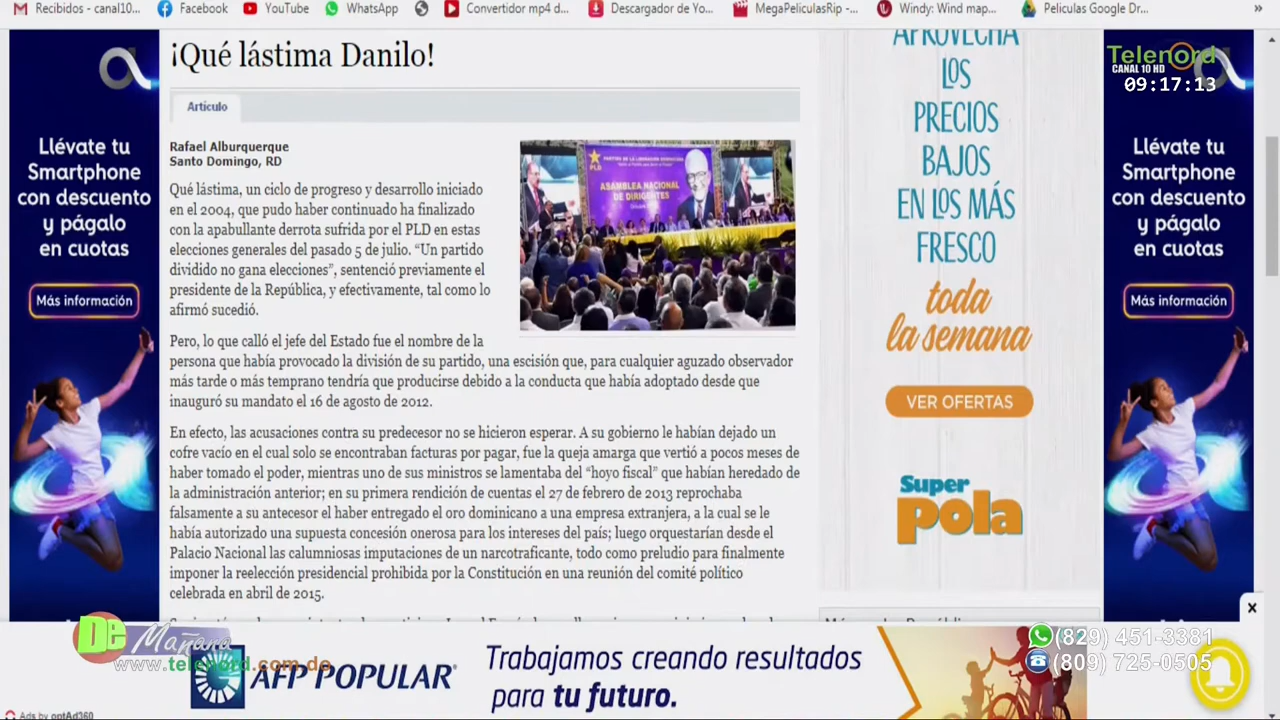 Recibidos - canal10...
Facebook
YouTube
WhatsApp
Convertidor mp4 d...
Descargador de Yo...
MegaPeliculasRip -...
Windy: Wind map...
Peliculas Google Dr...
»
¡Qué lástima Danilo!
Artículo
Rafael Alburquerque
Santo Domingo, RD
Qué lástima, un ciclo de progreso y desarrollo iniciado
en el 2004, que pudo haber continuado ha finalizado
con la apabullante derrota sufrida por el PLD en estas
elecciones generales del pasado 5 de julio. “Un partido
dividido no gana elecciones”, sentenció previamente el
presidente de la República, y efectivamente, tal como lo
afirmó sucedió.
Pero, lo que calló el jefe del Estado fue el nombre de la
persona que había provocado la división de su partido, una escisión que, para cualquier aguzado observador
más tarde o más temprano tendría que producirse debido a la conducta que había adoptado desde que
inauguró su mandato el 16 de agosto de 2012.
En efecto, las acusaciones contra su predecesor no se hicieron esperar. A su gobierno le habían dejado un
cofre vacío en el cual solo se encontraban facturas por pagar, fue la queja amarga que vertió a pocos meses de
haber tomado el poder, mientras uno de sus ministros se lamentaba del “hoyo fiscal” que habían heredado de
la administración anterior; en su primera rendición de cuentas el 27 de febrero de 2013 reprochaba
falsamente a su antecesor el haber entregado el oro dominicano a una empresa extranjera, a la cual se le
había autorizado una supuesta concesión onerosa para los intereses del país; luego orquestarían desde el
Palacio Nacional las calumniosas imputaciones de un narcotraficante, todo como preludio para finalmente
imponer la reelección presidencial prohibida por la Constitución en una reunión del comité político
celebrada en abril de 2015.
PLD
ASAMBLEA NACIONAL
DE DIRIGENTES
Llévate tu
Smartphone
con descuento
y págalo
en cuotas
Más información
APROVECHA
LOS
PRECIOS
BAJOS
EN LOS MÁS
FRESCO
toda
la semana
VER OFERTAS
Super
pola
Telenord
CANAL 10 HD
09:17:13
Llévate tu
Smartphone
con descuento
y págalo
en cuotas
Más información
De Mañana
www.telenord.com.do
AFP POPULAR
Trabajamos creando resultados
para tu futuro.
(829) 451-3381
(809) 725-0505
Ads by optAd360